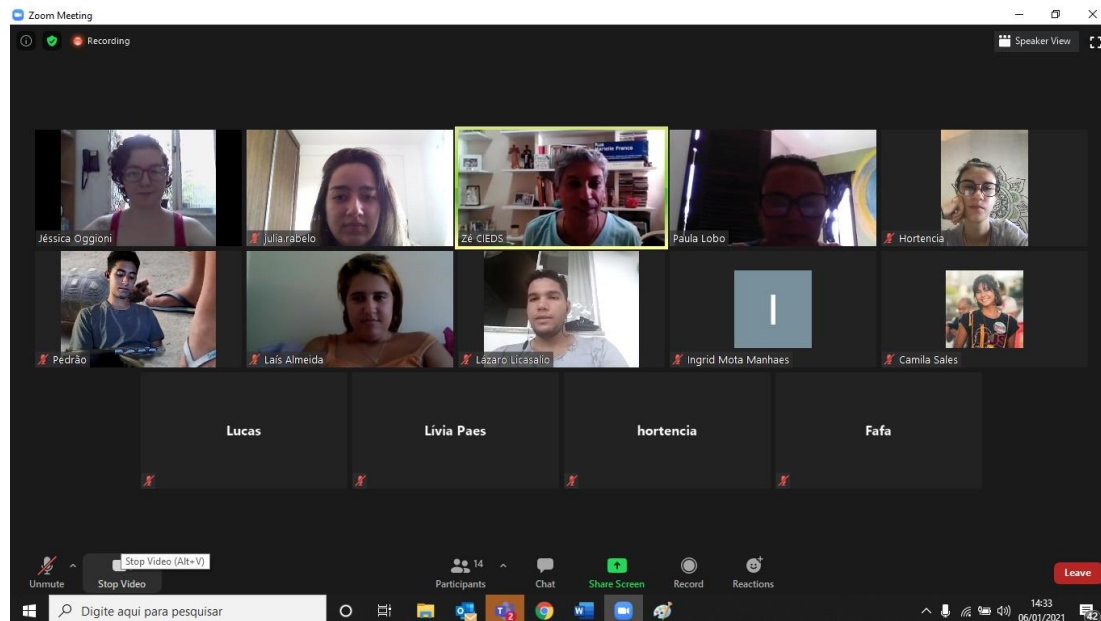 Zoom Meeting
Recording
Speaker View
Jéssica Oggioni
julia.rabelo
Zé CIEDS
Paula Lobo
Hortencia
Pedrão
Laís Almeida
Lázaro Licasalio
I
Ingrid Mota Manhaes
Camila Sales
Lucas
Lívia Paes
hortencia
Fafa
Stop Video (Alt+V)
Unmute
Stop Video
14
Participants
Chat
Share Screen
Record
Reactions
Leave
Digite aqui para pesquisar
2
14:33
06/01/2021
42